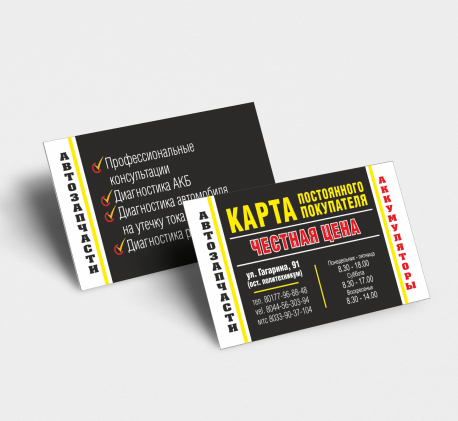 АВТОЗАПЧАСТИ
Профессиональные
консультации
Диагностика АКБ
Диагностика автомобиля
на утечку тока
Диагностика
АВТОЗАПЧАСТИ
КАРТА ПОСТОЯННОГО
ПОКУПАТЕЛЯ
ЧЕСТНАЯ ЦЕНА
ул. Гагарина, 91
(ост. политехникум)
тел. 80177-96-88-48
vel. 8044-56-303-94
мтс 8033-90-37-104
Понедельник - пятница
8.30 - 18.00
Суббота
8.30 - 17.00
Воскресенье
8.30 - 14.00
АККУМУЛЯТОРЫ